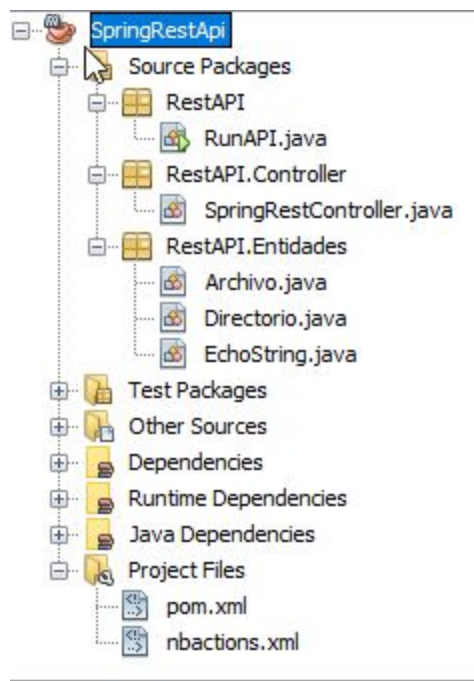 SpringRestApi
Source Packages
RestAPI
RunAPI.java
RestAPI.Controller
SpringRestController.java
RestAPI.Entidades
Archivo.java
Directorio.java
EchoString.java
Test Packages
Other Sources
Dependencies
Runtime Dependencies
Java Dependencies
Project Files
pom.xml
nbactions.xml